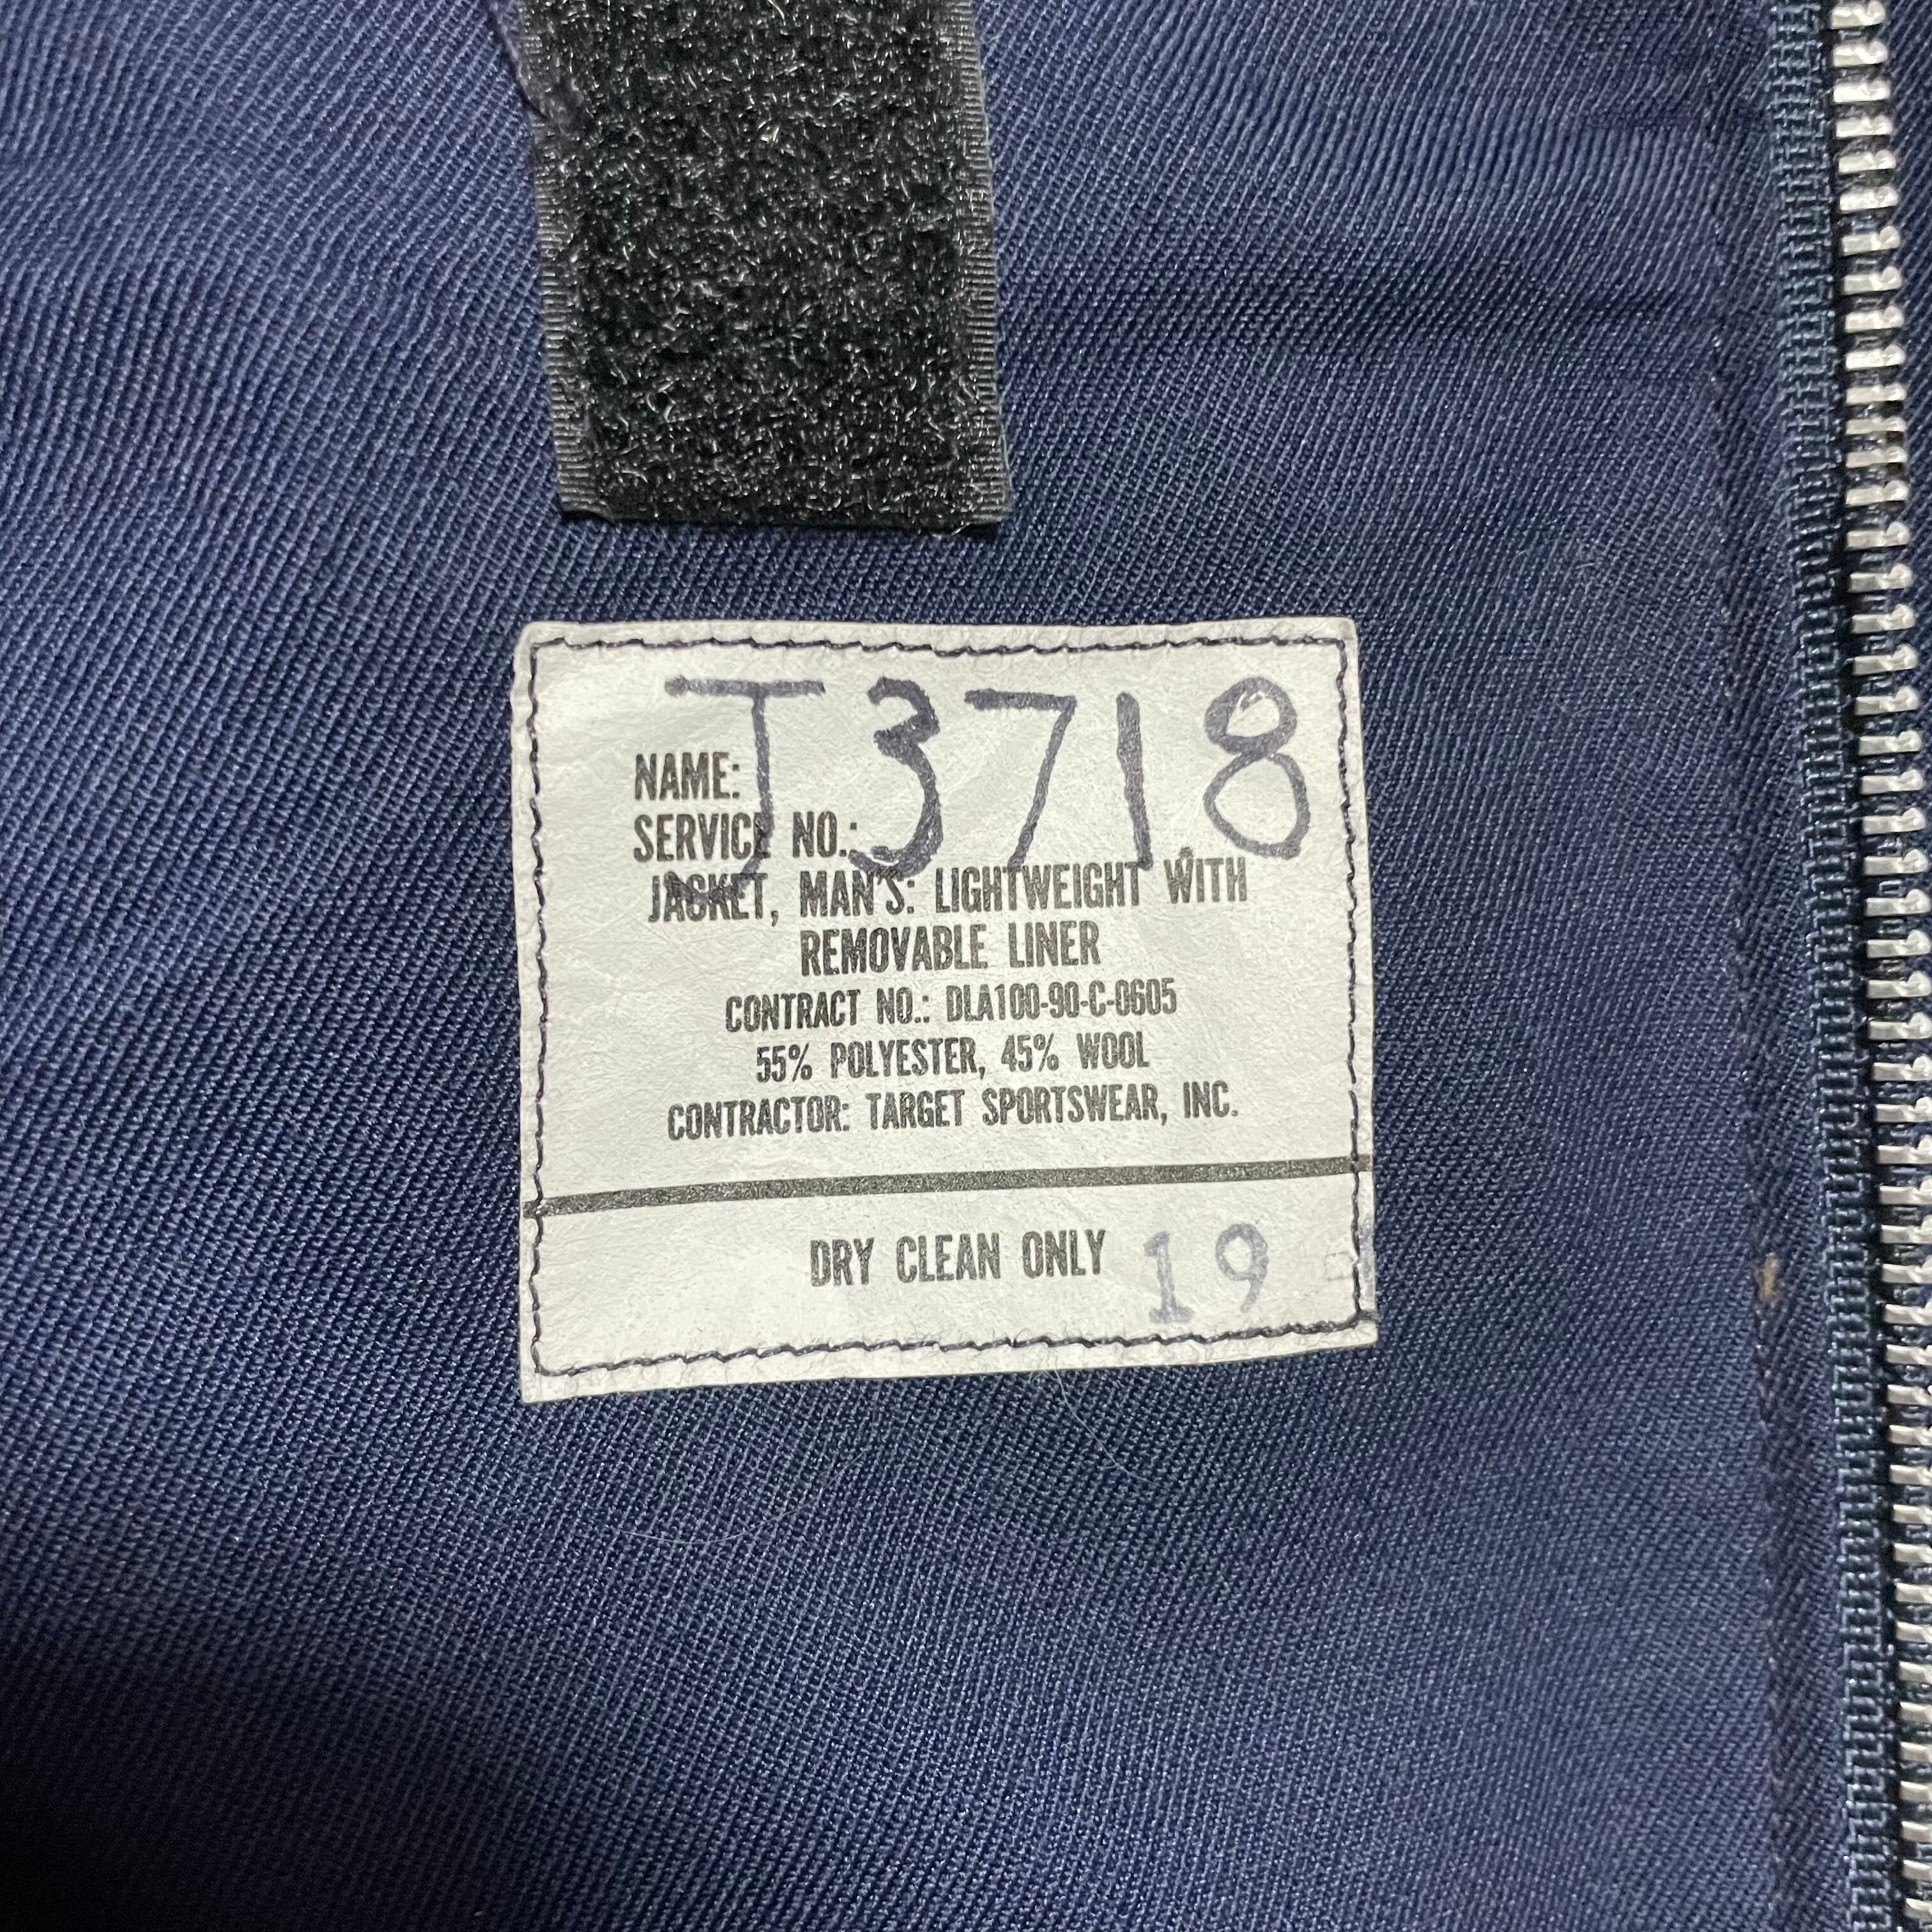 J3718
NAME:
SERVICE NO.:
JACKET, MAN'S: LIGHTWEIGHT WITH
REMOVABLE LINER
CONTRACT NO.: DLA100-90-C-0605
55% POLYESTER, 45% WOOL
CONTRACTOR: TARGET SPORTSWEAR, INC.
DRY CLEAN ONLY 19